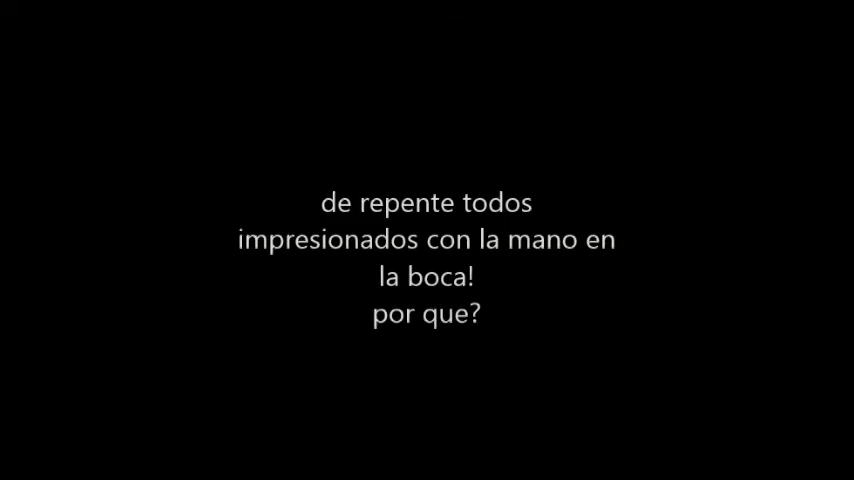 de repente todos
impresionados con la mano en
la boca!
por que?